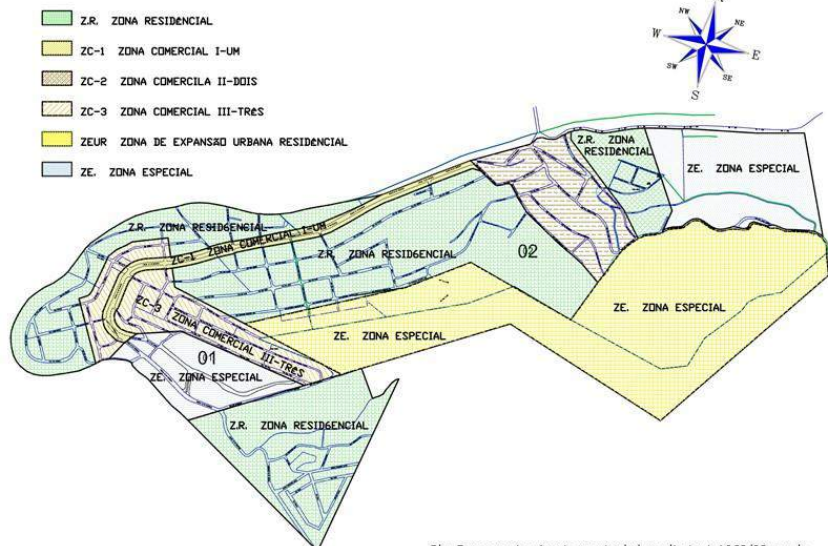 Z.R. ZONA RESIDÊNCIAL
ZC-1 ZONA COMERCIAL I-UM
ZC-2 ZONA COMERCILA II-DOIS
ZC-3 ZONA COMERCIAL III-TRÊS
ZEUR ZONA DE EXPANSÃO URBANA RESIDÊNCIAL
ZE. ZONA ESPECIAL
NW
NE
W
E
SW
SE
S
Z.R. ZONA
RESIDÊNCIAL
ZE. ZONA ESPECIAL
Z.R. ZONA RESIDÉENCIAL
ZC-1 ZONA COMERCIAL I-UM
Z.R. ZONA RESIDÉENCIAL
02
ZC-3 ZONA COMERCIAL III-TRÊS
ZE. ZONA ESPECIAL
ZE. ZONA ESPECIAL
01
ZE. ZONA ESPECIAL
Z.R. ZONA RESIDÉENCIAL